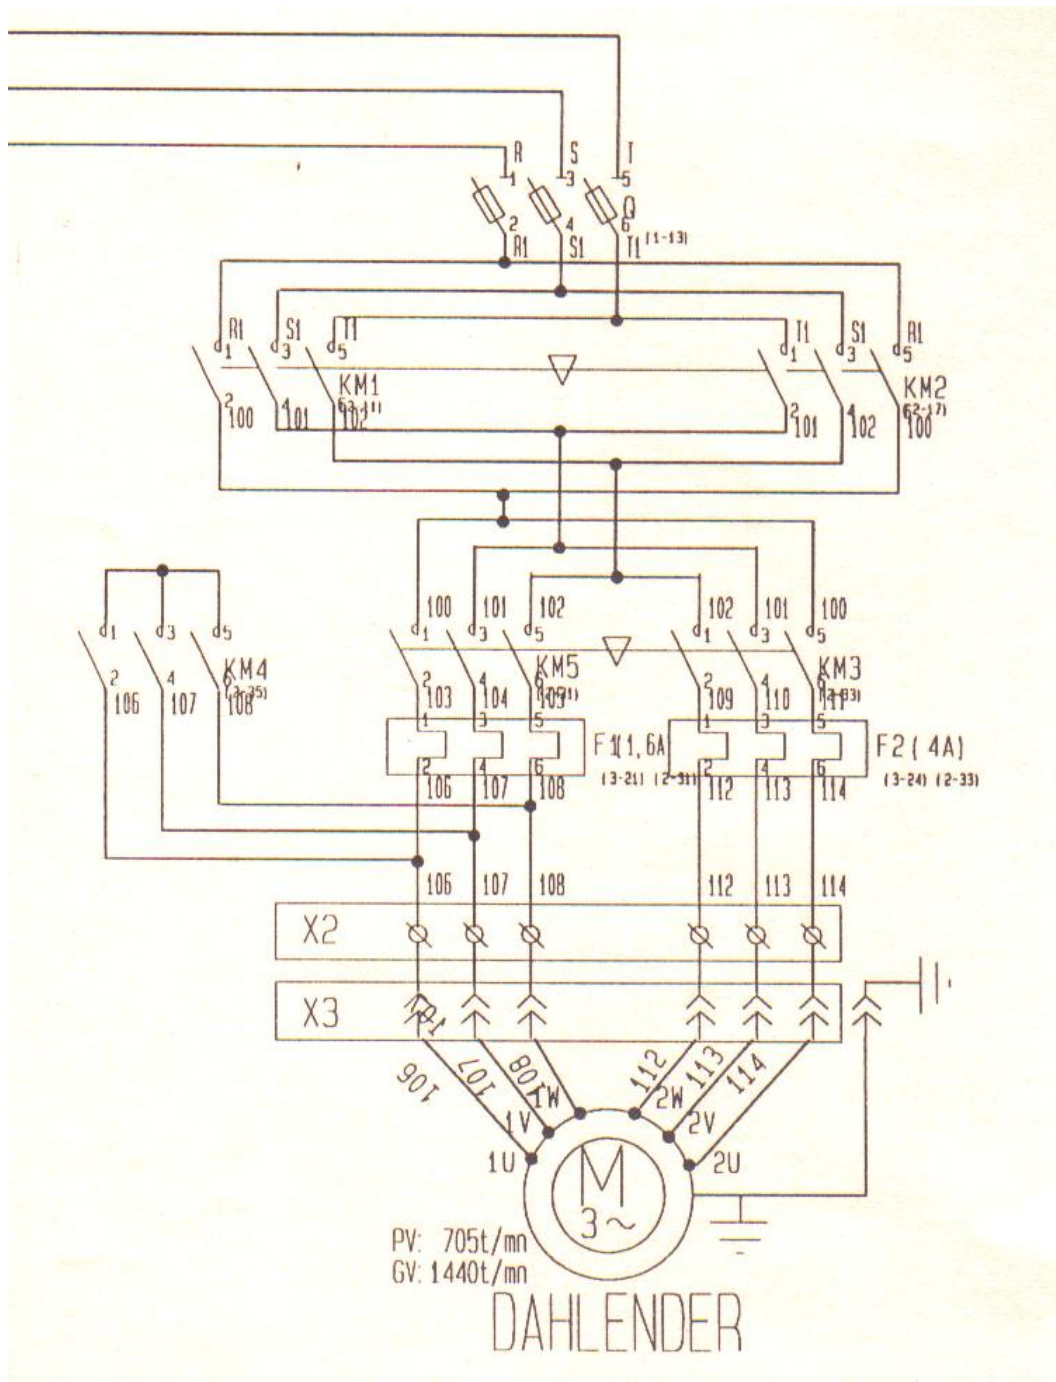 R S T
1 3 5
Q
2 4 6
R1 S1 T1 (1-13)
R1 S1 T1 T1 S1 R1
1 3 5 1 3 5
KM1 KM2
2 4 2 4 (2-17)
100 101 102 101 102 100
100 101 102 102 101 100
1 3 5 1 3 5 1 3 5
KM4 KM5 KM3
2 4 6 2 4 6 2 4 6
106 107 108 103 104 105 109 110 111
1 3 5 1 3 5
F1(1,6A F2( 4A)
2 4 6 (3-21) (2-31) 2 4 6 (3-24) (2-33)
106 107 108 112 113 114
106 107 108 112 113 114
X2
X3
107
106 107 108 112 113 114
1W 2W
1V 2V
1U 2U
M
3~
PV: 705t/mn
GV: 1440t/mn
DAHLENDER